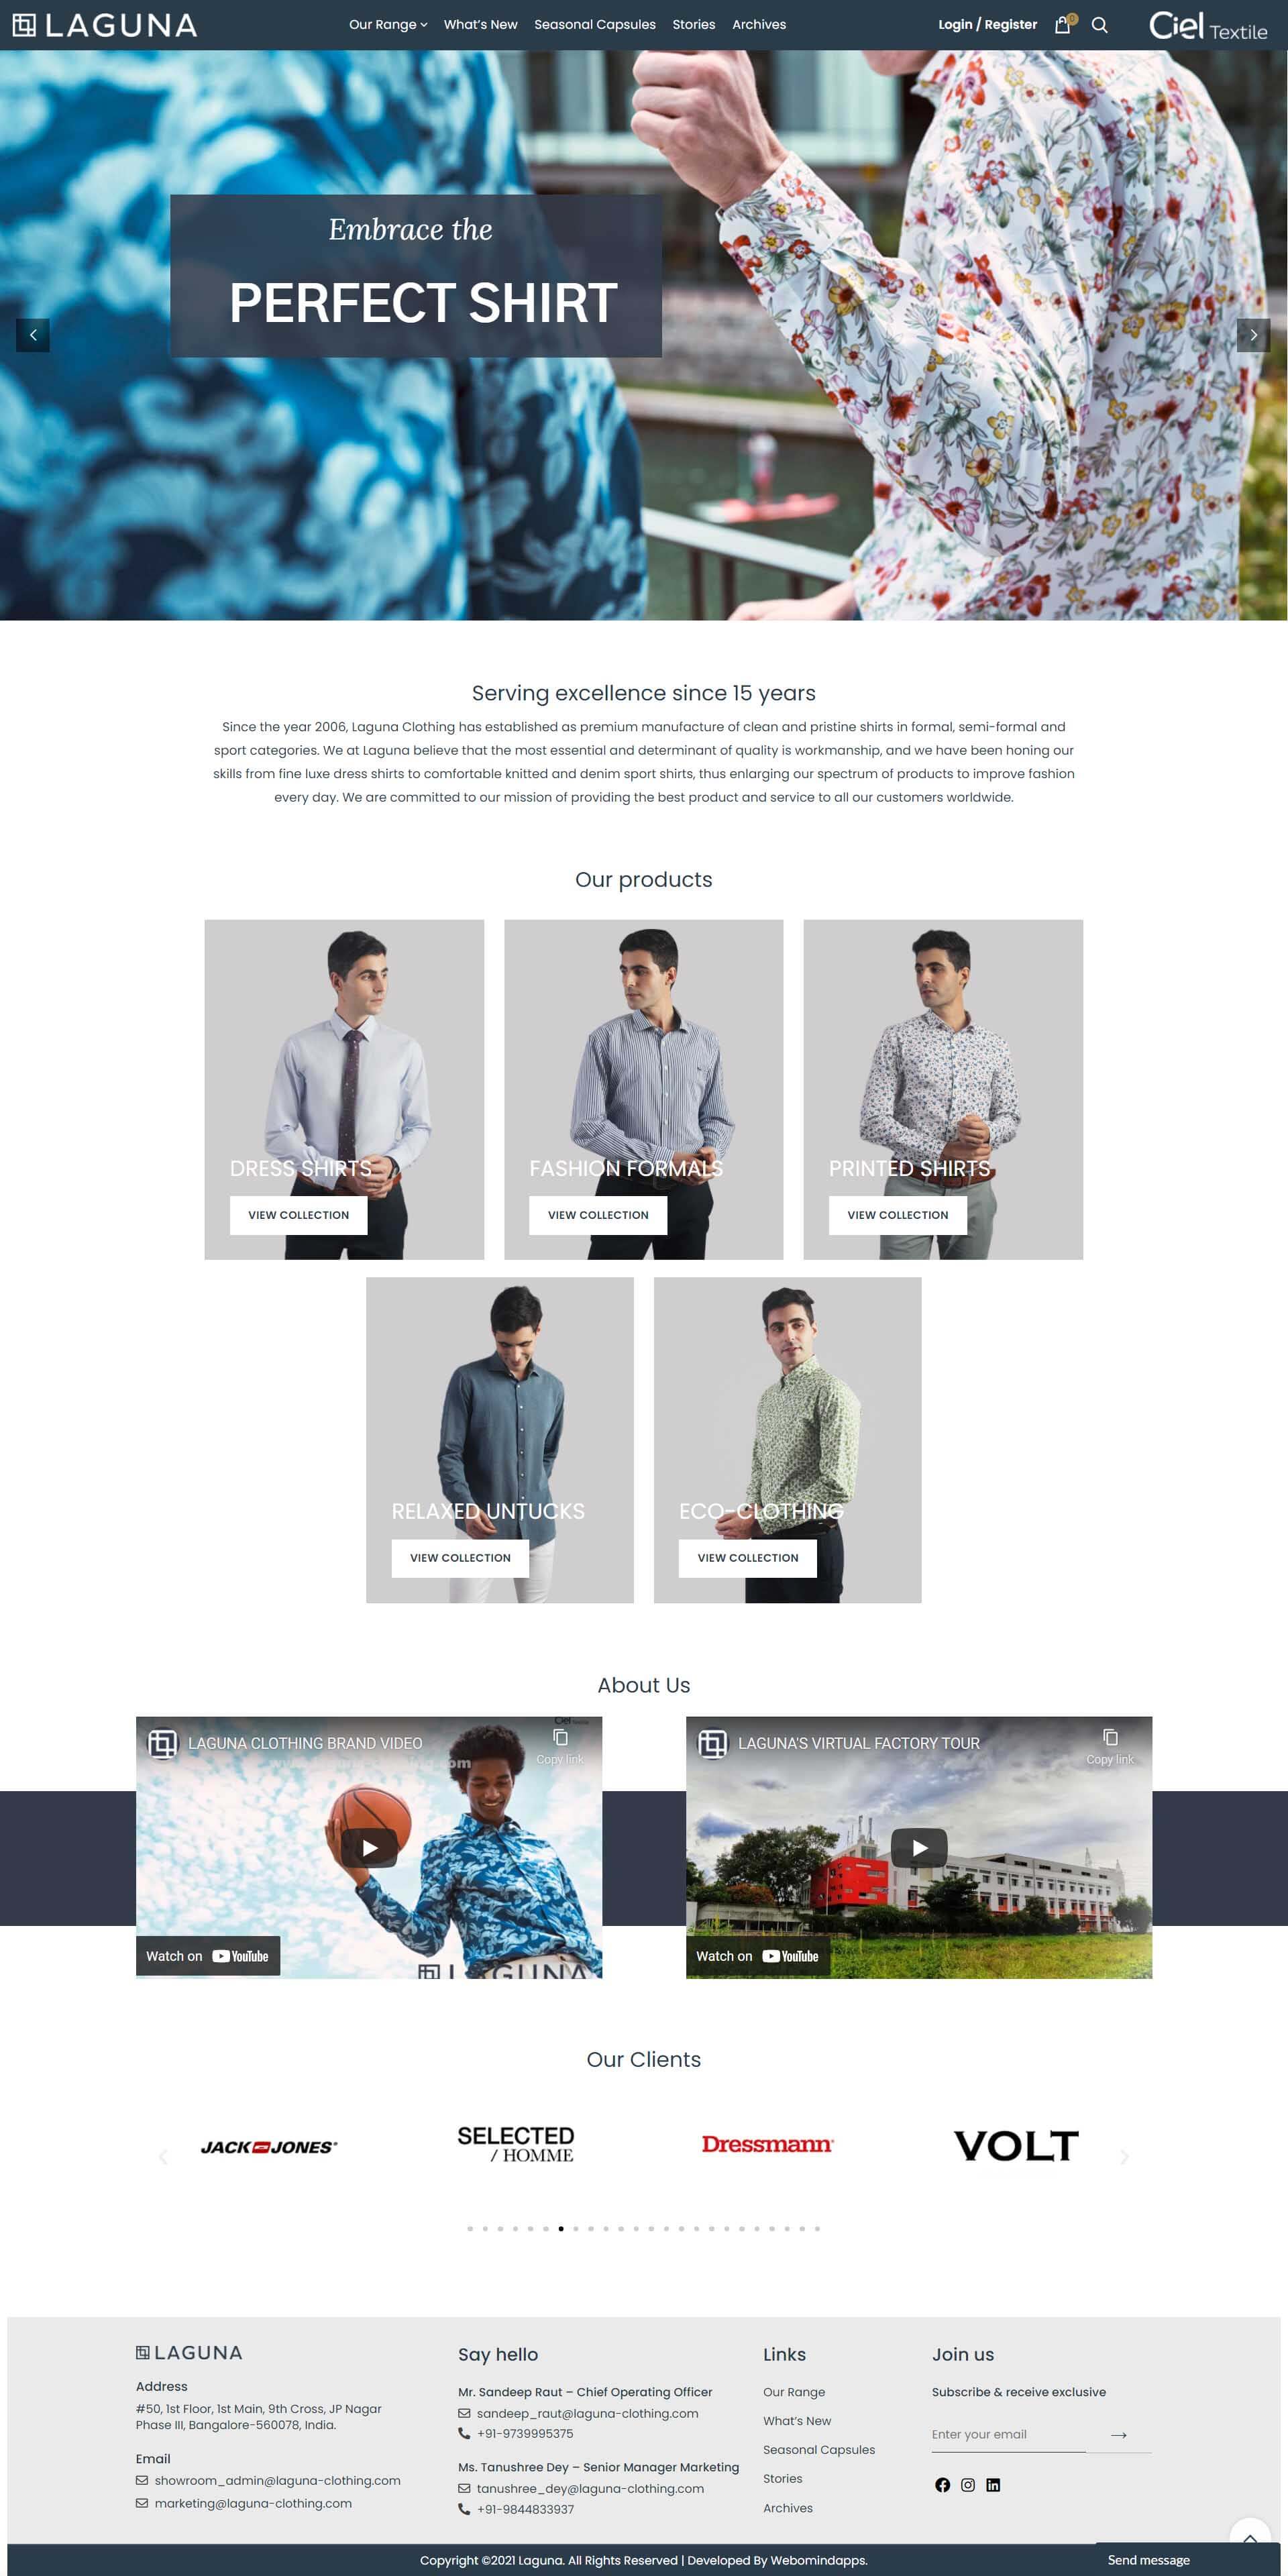 LAGUNA
Our Range
What's New
Seasonal Capsules
Stories
Archives
Login / Register
0
Ciel Textile
Embrace the
PERFECT SHIRT
Serving excellence since 15 years
Since the year 2006, Laguna Clothing has established as premium manufacture of clean and pristine shirts in formal, semi-formal and
sport categories. We at Laguna believe that the most essential and determinant of quality is workmanship, and we have been honing our
skills from fine luxe dress shirts to comfortable knitted and denim sport shirts, thus enlarging our spectrum of products to improve fashion
every day. We are committed to our mission of providing the best product and service to all our customers worldwide.
Our products
DRESS SHIRTS
VIEW COLLECTION
FASHION FORMALS
VIEW COLLECTION
PRINTED SHIRTS
VIEW COLLECTION
RELAXED UNTUCKS
VIEW COLLECTION
ECO-CLOTHING
VIEW COLLECTION
About Us
LAGUNA CLOTHING BRAND VIDEO
Copy link
Watch on YouTube
LAGUNA
LAGUNA'S VIRTUAL FACTORY TOUR
Copy link
Watch on YouTube
Our Clients
JACK JONES
SELECTED
/ HOMME
Dressmann
VOLT
LAGUNA
Address
#50, 1st Floor, 1st Main, 9th Cross, JP Nagar
Phase III, Bangalore-560078, India.
Email
showroom_admin@laguna-clothing.com
marketing@laguna-clothing.com
Say hello
Mr. Sandeep Raut – Chief Operating Officer
sandeep_raut@laguna-clothing.com
+91-9739995375
Ms. Tanushree Dey – Senior Manager Marketing
tanushree_dey@laguna-clothing.com
+91-9844833937
Links
Our Range
What's New
Seasonal Capsules
Stories
Archives
Join us
Subscribe & receive exclusive
Enter your email
Copyright ©2021 Laguna. All Rights Reserved | Developed By Webomindapps.
Send message